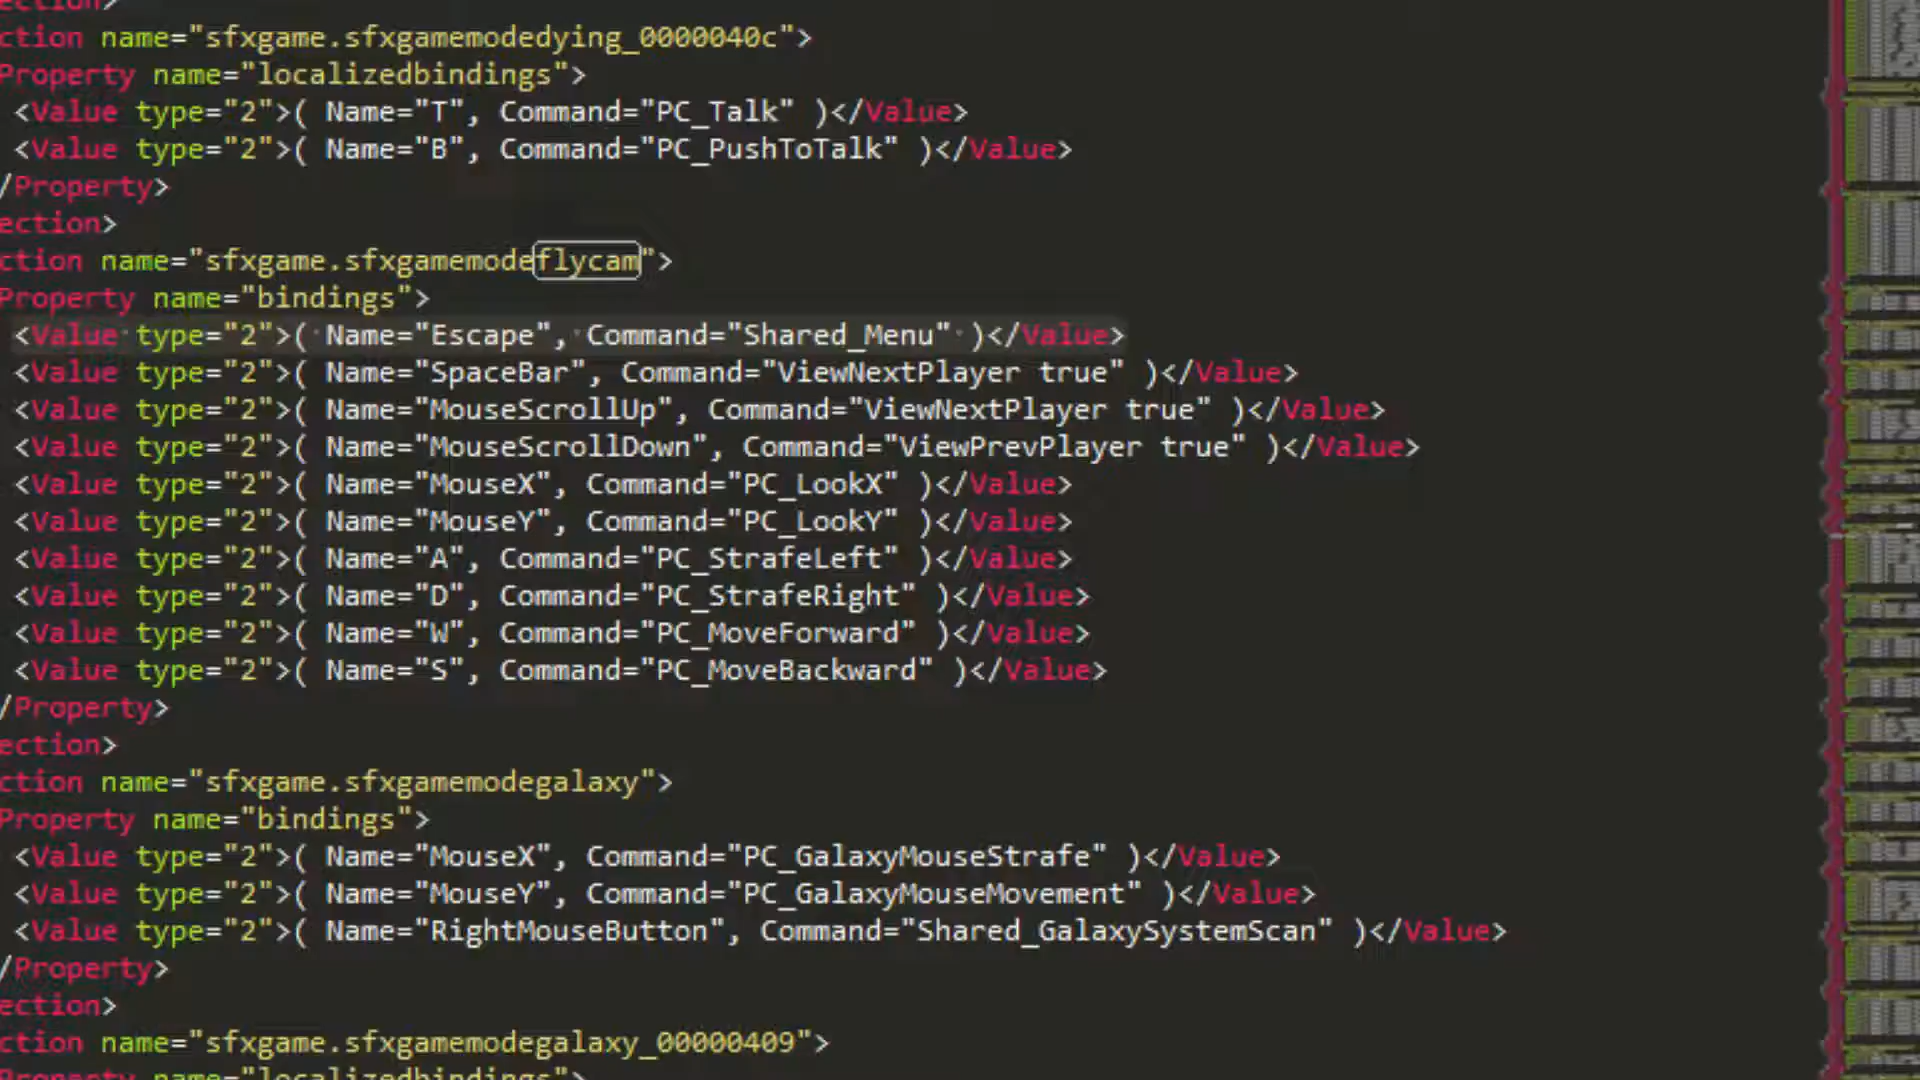 ection>
ction name="sfxgame.sfxgamemodedying_0000040c">
Property name="localizedbindings">
<Value type="2">( Name="T", Command="PC_Talk" )</Value>
<Value type="2">( Name="B", Command="PC_PushToTalk" )</Value>
/Property>
ection>
ction name="sfxgame.sfxgamemodeflycam">
Property name="bindings">
<Value type="2">( Name="Escape", Command="Shared_Menu" )</Value>
<Value type="2">( Name="SpaceBar", Command="ViewNextPlayer true" )</Value>
<Value type="2">( Name="MouseScrollUp", Command="ViewNextPlayer true" )</Value>
<Value type="2">( Name="MouseScrollDown", Command="ViewPrevPlayer true" )</Value>
<Value type="2">( Name="MouseX", Command="PC_LookX" )</Value>
<Value type="2">( Name="MouseY", Command="PC_LookY" )</Value>
<Value type="2">( Name="A", Command="PC_StrafeLeft" )</Value>
<Value type="2">( Name="D", Command="PC_StrafeRight" )</Value>
<Value type="2">( Name="W", Command="PC_MoveForward" )</Value>
<Value type="2">( Name="S", Command="PC_MoveBackward" )</Value>
/Property>
ection>
ction name="sfxgame.sfxgamemodegalaxy">
Property name="bindings">
<Value type="2">( Name="MouseX", Command="PC_GalaxyMouseStrafe" )</Value>
<Value type="2">( Name="MouseY", Command="PC_GalaxyMouseMovement" )</Value>
<Value type="2">( Name="RightMouseButton", Command="Shared_GalaxySystemScan" )</Value>
/Property>
ection>
ction name="sfxgame.sfxgamemodegalaxy_00000409">
Property name="localizedbindings">